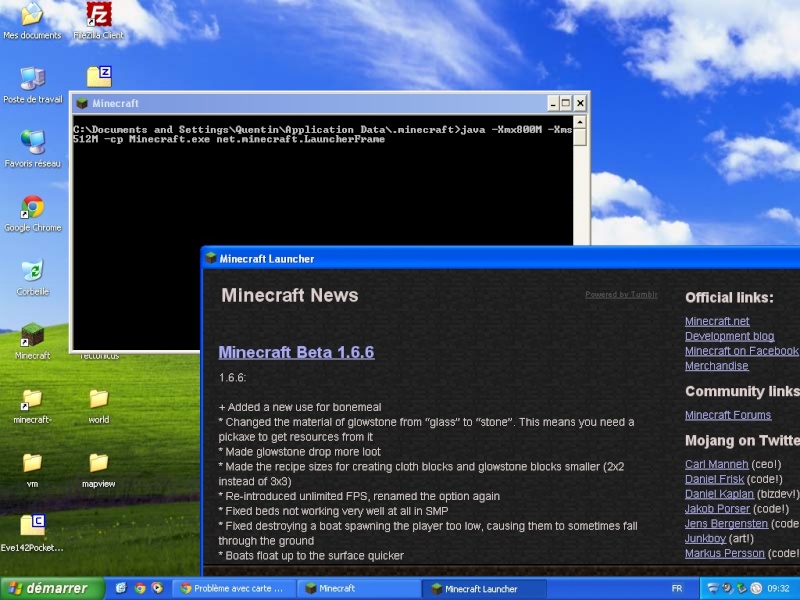 Mes documents
FileZilla Client
Poste de travail
Favoris réseau
Google Chrome
Corbeille
Minecraft
Tectonicus
minecraft-
world
vm
mapview
Eve142Pocket...
Minecraft
C:\Documents and Settings\Quentin\Application Data\.minecraft>java -Xmx800M -Xms
512M -cp Minecraft.exe net.minecraft.LauncherFrame
Minecraft Launcher
Minecraft News
Powered by Tumblr
Minecraft Beta 1.6.6
1.6.6:
+ Added a new use for bonemeal
* Changed the material of glowstone from “glass” to “stone”. This means you need a
pickaxe to get resources from it
* Made glowstone drop more loot
* Made the recipe sizes for creating cloth blocks and glowstone blocks smaller (2x2
instead of 3x3)
* Re-introduced unlimited FPS, renamed the option again
* Fixed beds not working very well at all in SMP
* Fixed destroying a boat spawning the player too low, causing them to sometimes fall
through the ground
* Boats float up to the surface quicker
Official links:
Minecraft.net
Development blog
Minecraft on Facebook
Merchandise
Community links
Minecraft Forums
Mojang on Twitte
Carl Manneh (ceo!)
Daniel Frisk (code!)
Daniel Kaplan (bizdev!)
Jakob Porser (code!)
Jens Bergensten (code
Junkboy (art!)
Markus Persson (code!)
démarrer
Problème avec carte ...
Minecraft
Minecraft Launcher
FR
09:32